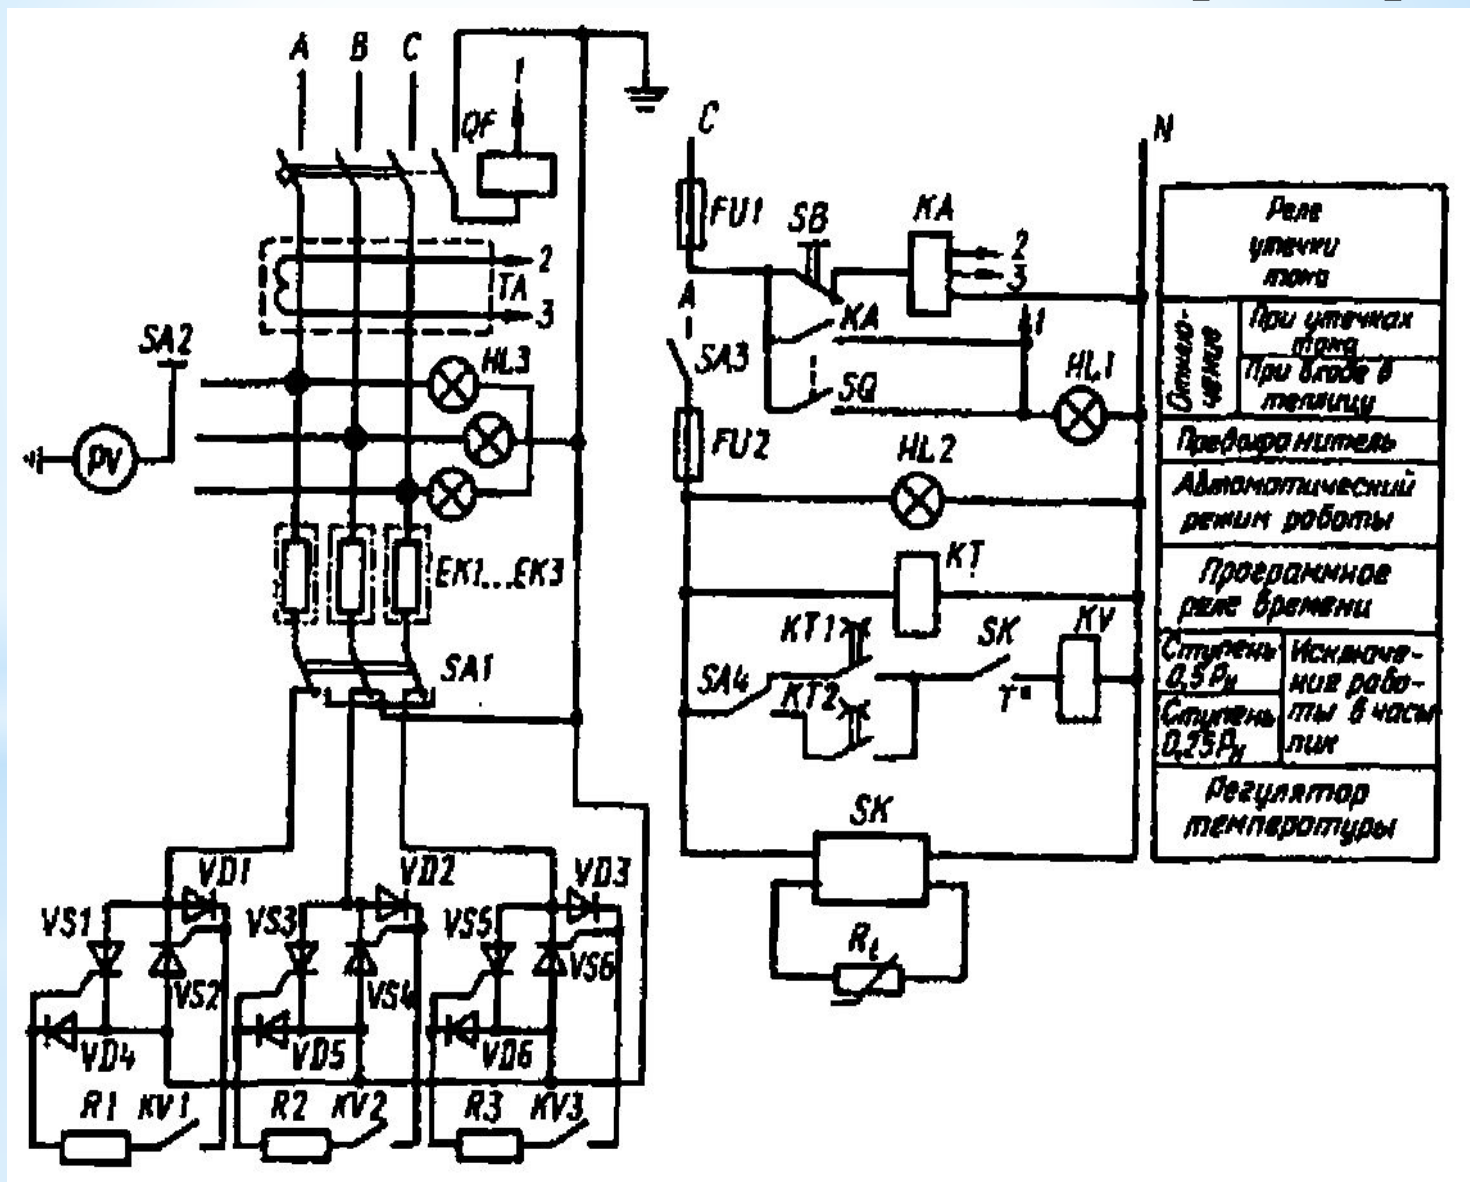 A B C
QF
2
TA
3
SA2
HL3
PV
EK1...EK3
SA1
VD1 VD2 VD3
VS1 VS3 VS5
VS2 VS4 VS6
VD4 VD5 VD6
R1 KV1 R2 KV2 R3 KV3
C N
FU1 SB KA
2
3
A
KA
1
SA3
SQ HL1
FU2
HL2
KT
KT1 SK KV
SA4 KT2
T°
SK
Rt
Реле
утечки
тока
Отклю-
чение
При утечках
тока
При входе в
теплицу
Предохранитель
Автоматический
режим работы
Программное
реле времени
Ступень
0,5Рн
Ступень
0,25Рн
Исключе-
ние рабо-
ты в часы
пик
Регулятор
температуры